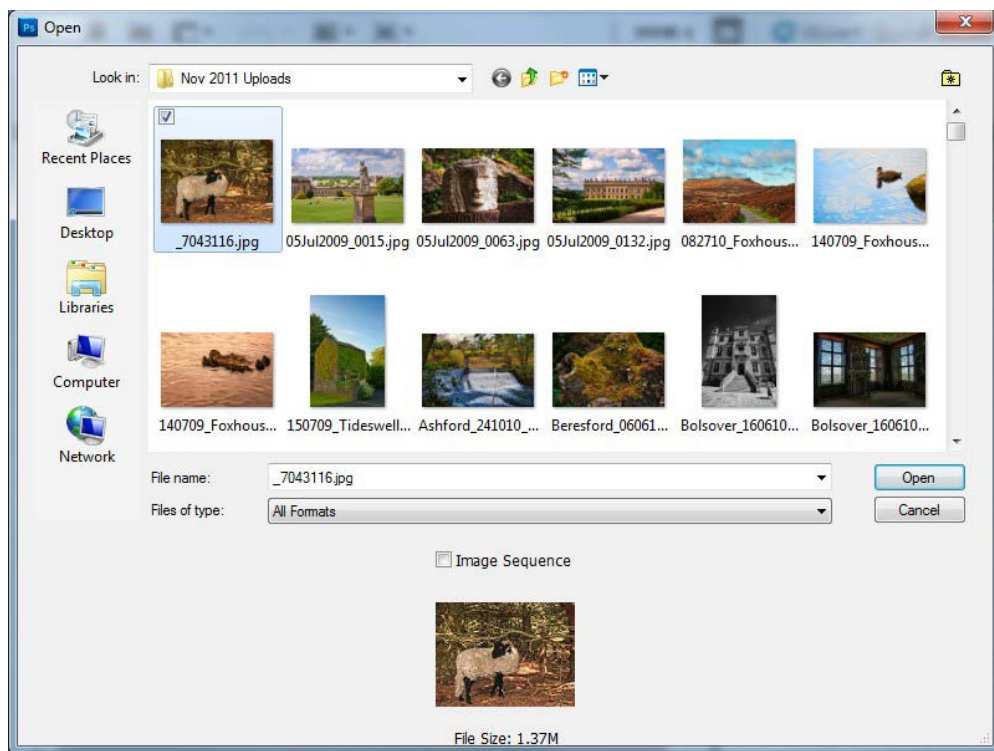 Ps Open
Look in: Nov 2011 Uploads
Recent Places
Desktop
Libraries
Computer
Network
_7043116.jpg 05Jul2009_0015.jpg 05Jul2009_0063.jpg 05Jul2009_0132.jpg 082710_Foxhous... 140709_Foxhous...
140709_Foxhous... 150709_Tideswell... Ashford_241010_... Beresford_06061... Bolsover_160610... Bolsover_160610...
File name: _7043116.jpg Open
Files of type: All Formats Cancel
Image Sequence
File Size: 1.37M